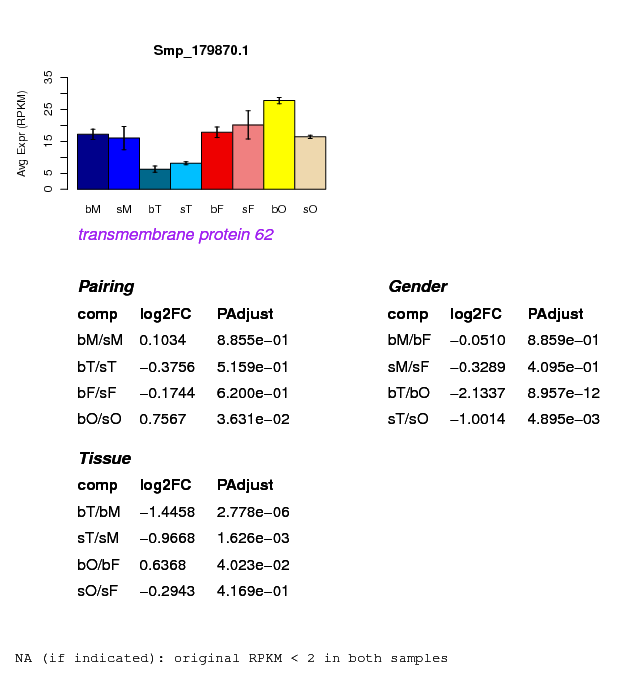 Smp_179870.1
Avg Expr (RPKM)
35
25
15
5
0
bM sM bT sT bF sF bO sO
transmembrane protein 62
Pairing
comp log2FC PAdjust
bM/sM 0.1034 8.855e−01
bT/sT −0.3756 5.159e−01
bF/sF −0.1744 6.200e−01
bO/sO 0.7567 3.631e−02
Gender
comp log2FC PAdjust
bM/bF −0.0510 8.859e−01
sM/sF −0.3289 4.095e−01
bT/bO −2.1337 8.957e−12
sT/sO −1.0014 4.895e−03
Tissue
comp log2FC PAdjust
bT/bM −1.4458 2.778e−06
sT/sM −0.9668 1.626e−03
bO/bF 0.6368 4.023e−02
sO/sF −0.2943 4.169e−01
NA (if indicated): original RPKM < 2 in both samples